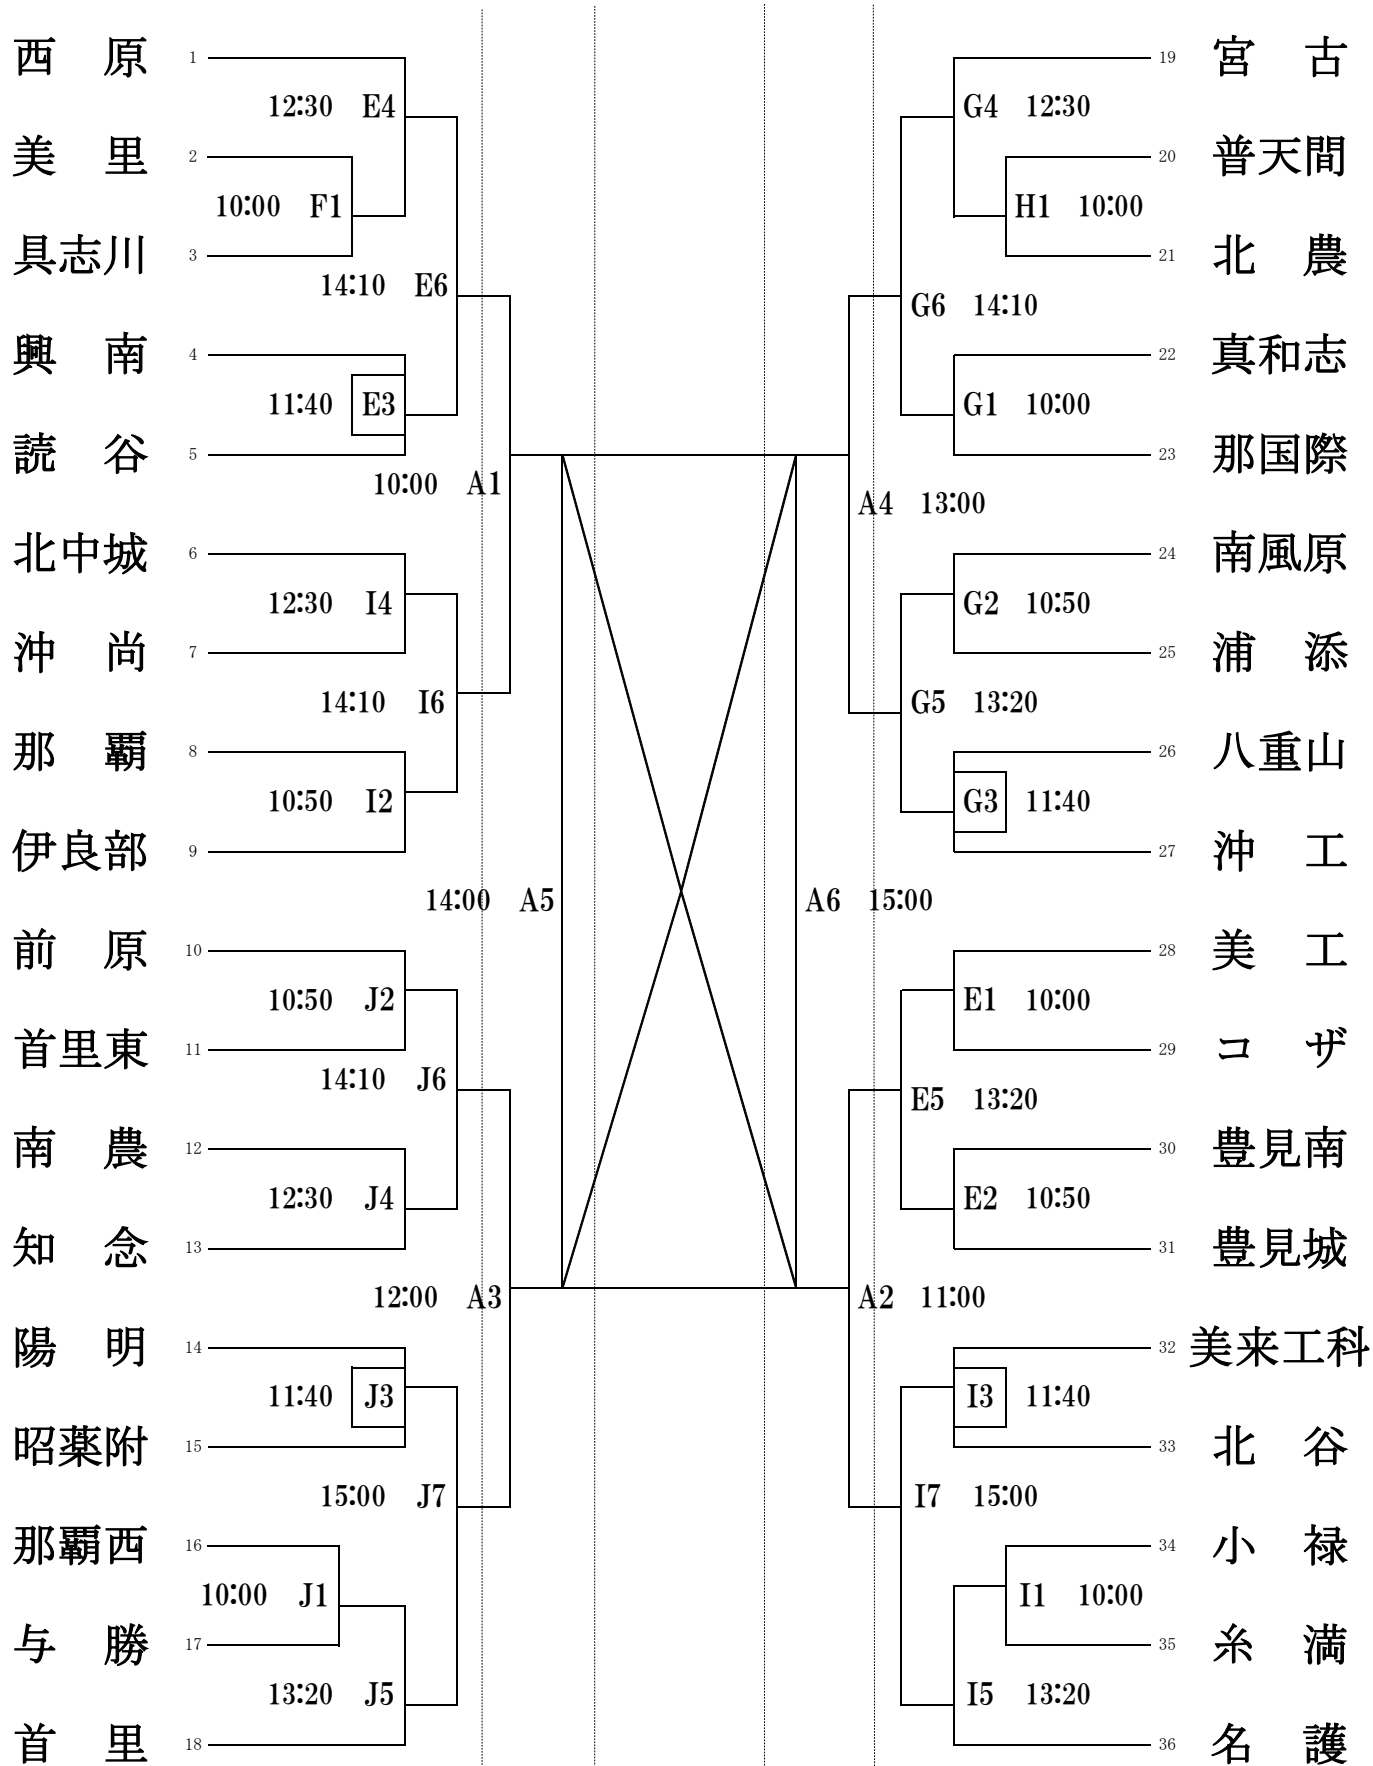 西　原 1
12:30 E4
美　里 2
10:00 F1
具志川 3
14:10 E6
興　南 4
11:40 E3
読　谷 5
10:00 A1
北中城 6
12:30 I4
沖　尚 7
14:10 I6
那　覇 8
10:50 I2
伊良部 9
14:00 A5
前　原 10
10:50 J2
首里東 11
14:10 J6
南　農 12
12:30 J4
知　念 13
12:00 A3
陽　明 14
11:40 J3
昭薬附 15
15:00 J7
那覇西 16
10:00 J1
与　勝 17
13:20 J5
首　里 18
19 宮　古
G4 12:30
20 普天間
H1 10:00
21 北　農
G6 14:10
22 真和志
G1 10:00
23 那国際
A4 13:00
24 南風原
G2 10:50
25 浦　添
G5 13:20
26 八重山
G3 11:40
27 沖　工
A6 15:00
28 美　工
E1 10:00
29 コ　ザ
E5 13:20
30 豊見南
E2 10:50
31 豊見城
A2 11:00
32 美来工科
I3 11:40
33 北　谷
I7 15:00
34 小　禄
I1 10:00
35 糸　満
I5 13:20
36 名　護